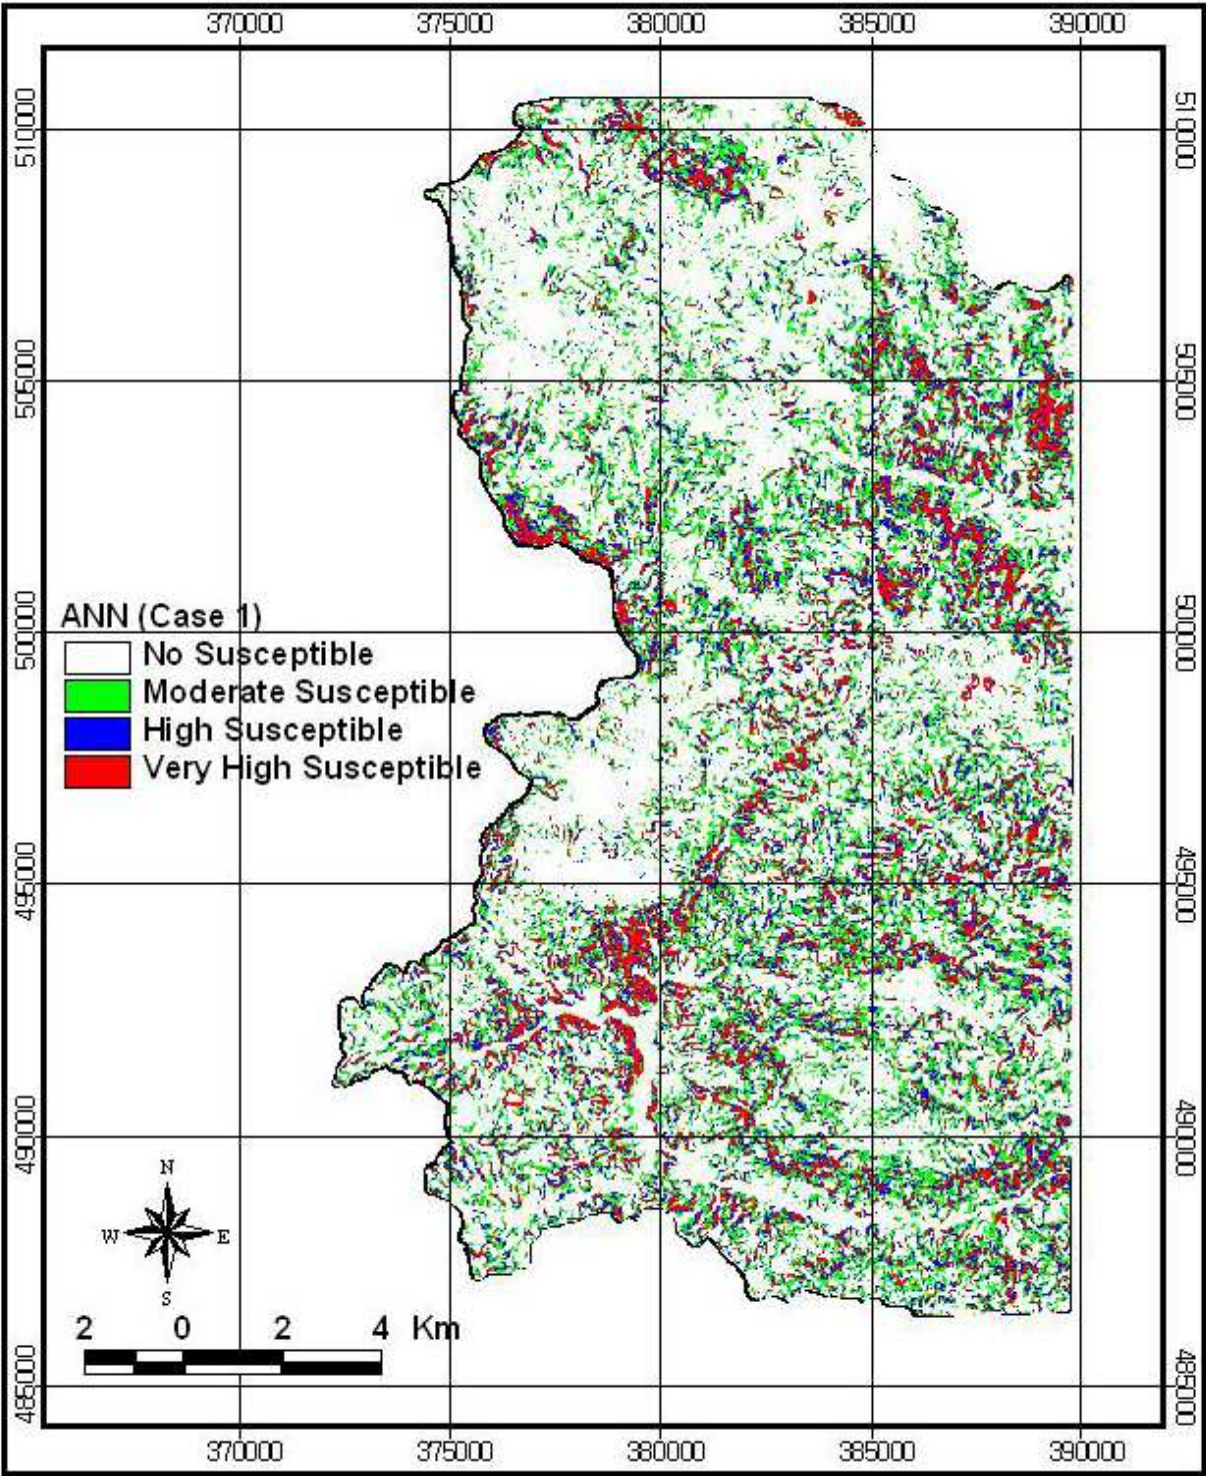 370000 375000 380000 385000 390000
510000
510000
505000
505000
500000
500000
495000
495000
490000
490000
485000
485000
ANN (Case 1)
No Susceptible
Moderate Susceptible
High Susceptible
Very High Susceptible
N
W E
S
2 0 2 4 Km
370000 375000 380000 385000 390000